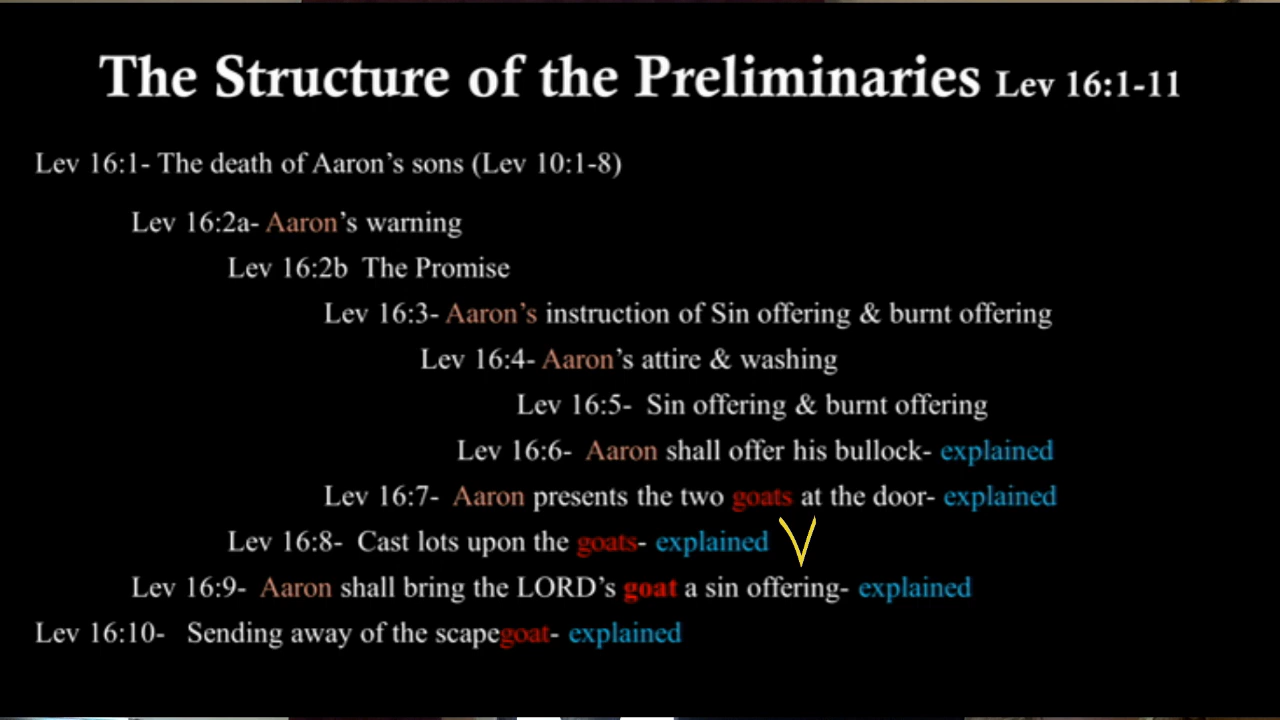 The Structure of the Preliminaries Lev 16:1-11
Lev 16:1- The death of Aaron's sons (Lev 10:1-8)
Lev 16:2a- Aaron's warning
Lev 16:2b The Promise
Lev 16:3- Aaron's instruction of Sin offering & burnt offering
Lev 16:4- Aaron's attire & washing
Lev 16:5- Sin offering & burnt offering
Lev 16:6- Aaron shall offer his bullock- explained
Lev 16:7- Aaron presents the two goats at the door- explained
Lev 16:8- Cast lots upon the goats- explained
Lev 16:9- Aaron shall bring the LORD's goat a sin offering- explained
Lev 16:10- Sending away of the scapegoat- explained